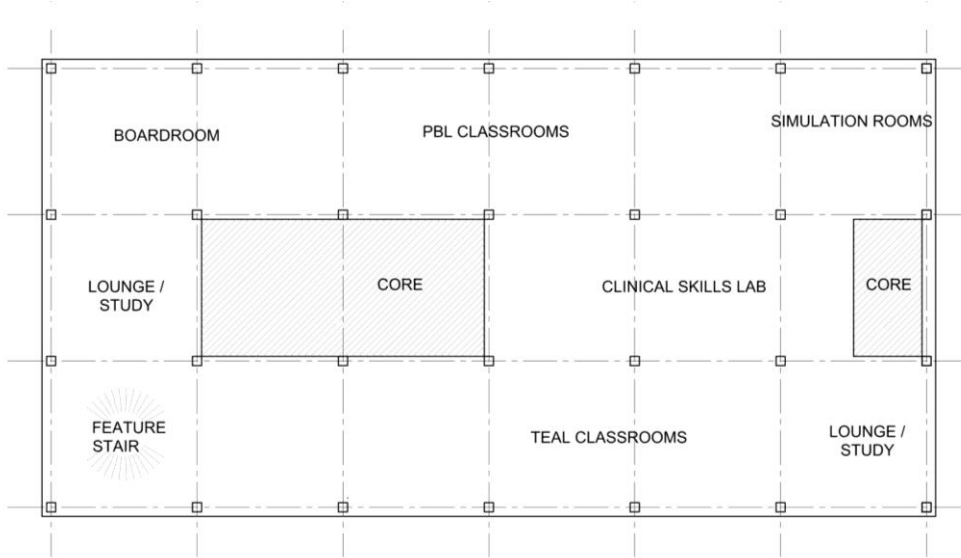 BOARDROOM
PBL CLASSROOMS
SIMULATION ROOMS
LOUNGE /
STUDY
CORE
CLINICAL SKILLS LAB
CORE
FEATURE
STAIR
TEAL CLASSROOMS
LOUNGE /
STUDY